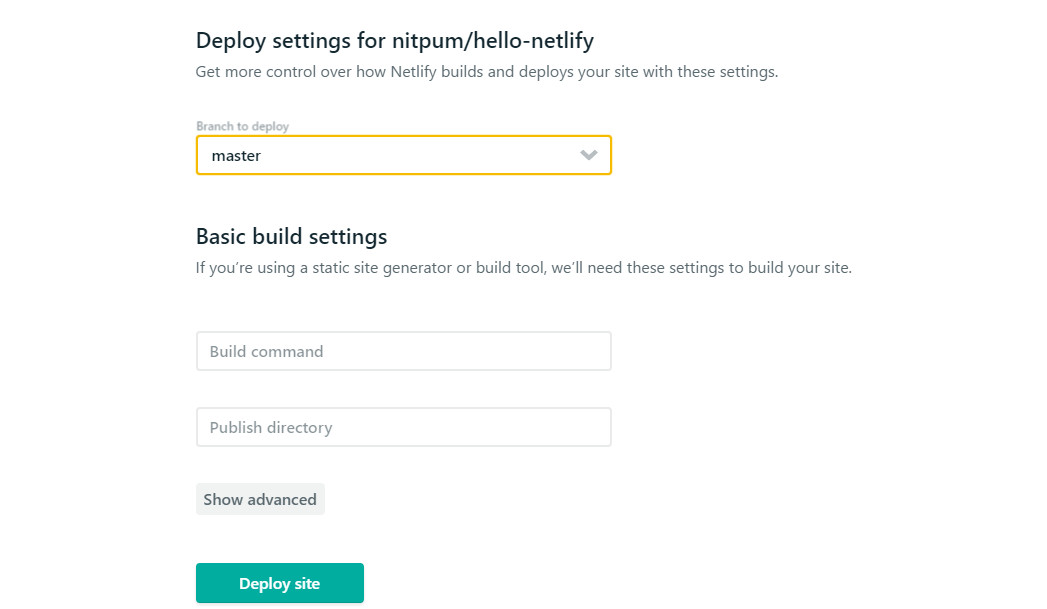 Deploy settings for nitpum/hello-netlify
Get more control over how Netlify builds and deploys your site with these settings.
Branch to deploy
master
Basic build settings
If you’re using a static site generator or build tool, we’ll need these settings to build your site.
Build command
Publish directory
Show advanced
Deploy site